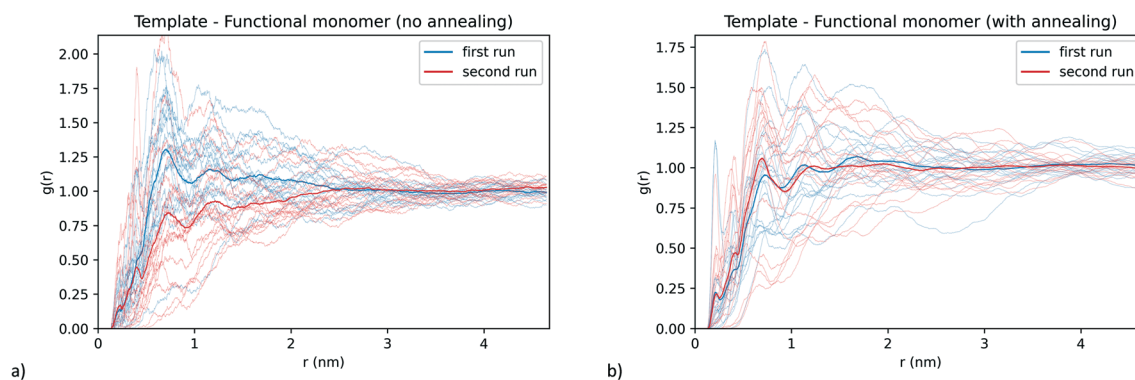 Template - Functional monomer (no annealing)
2.00
1.75
1.50
1.25
1.00
0.75
0.50
0.25
0.00
g(r)
first run
second run
0 1 2 3 4
r (nm)
a)
Template - Functional monomer (with annealing)
1.75
1.50
1.25
1.00
0.75
0.50
0.25
0.00
g(r)
first run
second run
0 1 2 3 4
r (nm)
b)